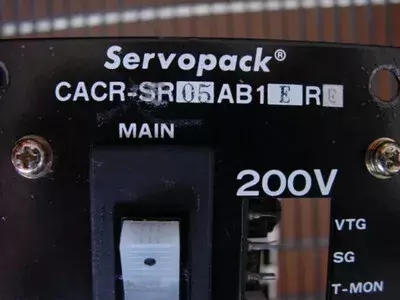 Servopack®
CACR-SR05AB1ER
MAIN
200V
VTG
SG
T-MON